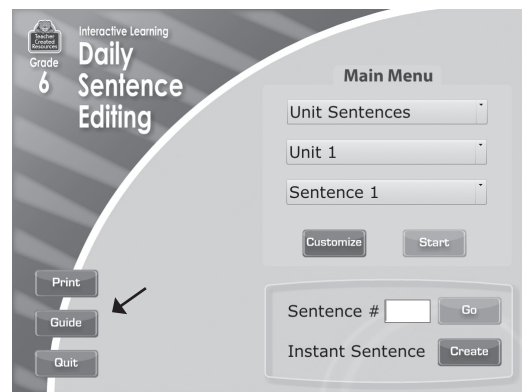 Teacher
Created
Resources
Interactive Learning
Grade
6
Daily
Sentence
Editing
Main Menu
Unit Sentences
Unit 1
Sentence 1
Customize
Start
Print
Guide
Quit
Sentence #
Go
Instant Sentence
Create